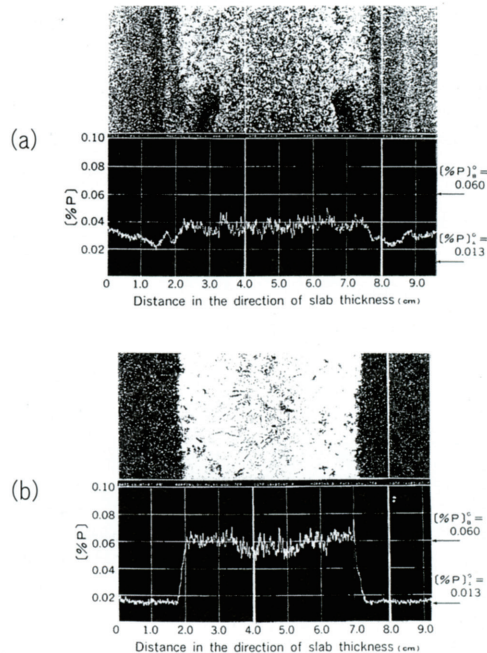 (a)
[%P]
0.10
0.08
0.06
0.04
0.02
[%P]°B =
0.060
[%P]°A =
0.013
0 1.0 2.0 3.0 4.0 5.0 6.0 7.0 8.0 9.0
Distance in the direction of slab thickness (cm)
(b)
[%P]
0.10
0.08
0.06
0.04
0.02
[%P]°B =
0.060
[%P]°A =
0.013
0 1.0 2.0 3.0 4.0 5.0 6.0 7.0 8.0 9.0
Distance in the direction of slab thickness (cm)